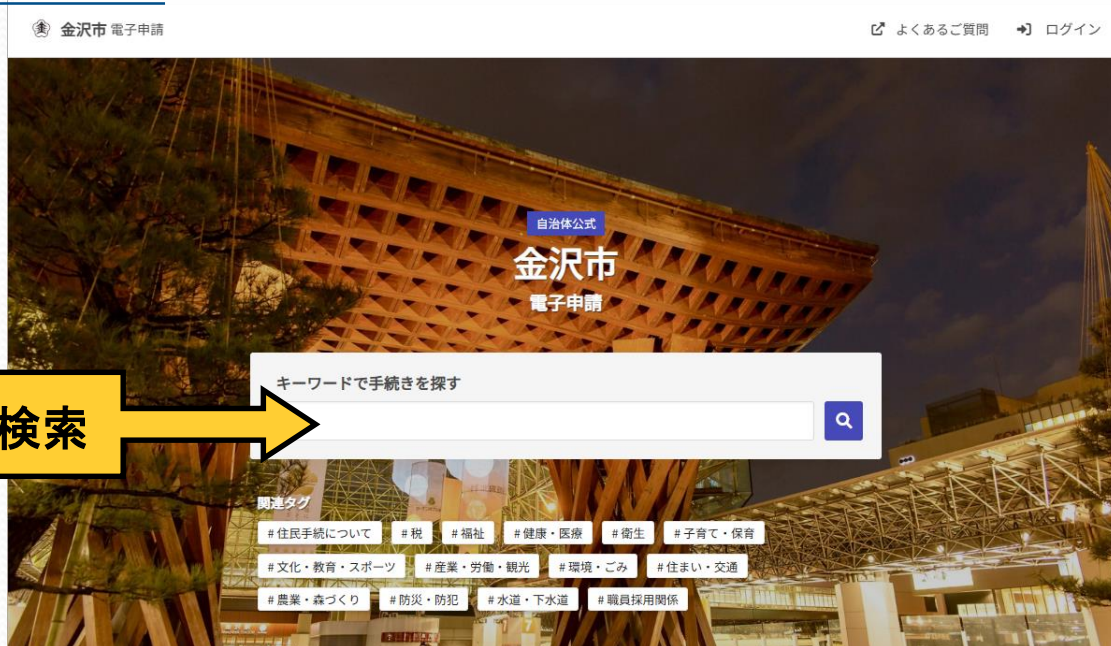 金沢市 電子申請 よくあるご質問 ログイン
自治体公式
金沢市
電子申請
キーワードで手続きを探す
検索
関連タグ
#住民手続について #税 #福祉 #健康・医療 #衛生 #子育て・保育
#文化・教育・スポーツ #産業・労働・観光 #環境・ごみ #住まい・交通
#農業・森づくり #防災・防犯 #水道・下水道 #職員採用関係